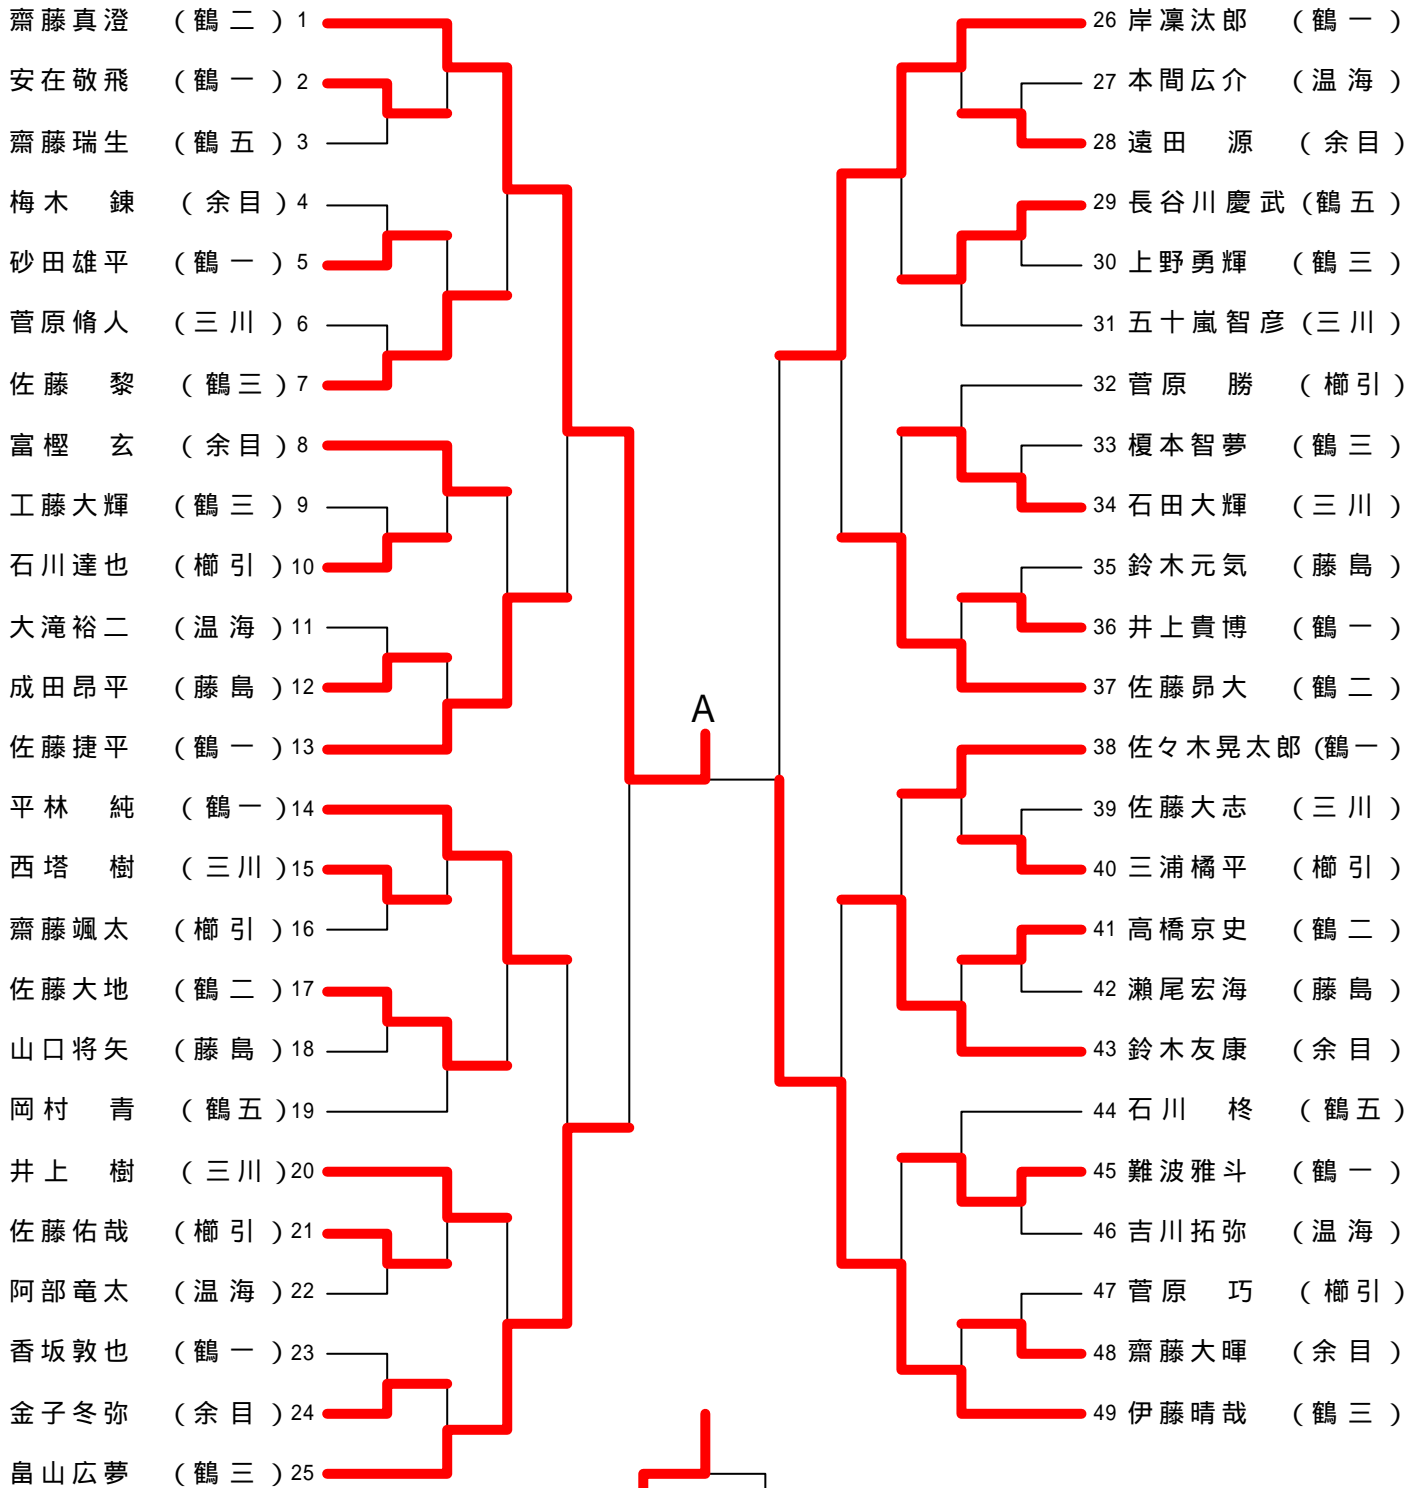 齋藤真澄 (鶴二) 1
安在敬飛 (鶴一) 2
齋藤瑞生 (鶴五) 3
梅木 錬 (余目) 4
砂田雄平 (鶴一) 5
菅原脩人 (三川) 6
佐藤 黎 (鶴三) 7
富樫 玄 (余目) 8
工藤大輝 (鶴三) 9
石川達也 (櫛引) 10
大滝裕二 (温海) 11
成田昂平 (藤島) 12
佐藤捷平 (鶴一) 13
平林 純 (鶴一) 14
西塔 樹 (三川) 15
齋藤颯太 (櫛引) 16
佐藤大地 (鶴二) 17
山口将矢 (藤島) 18
岡村 青 (鶴五) 19
井上 樹 (三川) 20
佐藤佑哉 (櫛引) 21
阿部竜太 (温海) 22
香坂敦也 (鶴一) 23
金子冬弥 (余目) 24
畠山広夢 (鶴三) 25
A
26 岸凜汰郎 (鶴一)
27 本間広介 (温海)
28 遠田 源 (余目)
29 長谷川慶武 (鶴五)
30 上野勇輝 (鶴三)
31 五十嵐智彦 (三川)
32 菅原 勝 (櫛引)
33 榎本智夢 (鶴三)
34 石田大輝 (三川)
35 鈴木元気 (藤島)
36 井上貴博 (鶴一)
37 佐藤昴大 (鶴二)
38 佐々木晃太郎 (鶴一)
39 佐藤大志 (三川)
40 三浦橘平 (櫛引)
41 高橋京史 (鶴二)
42 瀬尾宏海 (藤島)
43 鈴木友康 (余目)
44 石川 柊 (鶴五)
45 難波雅斗 (鶴一)
46 吉川拓弥 (温海)
47 菅原 巧 (櫛引)
48 齋藤大暉 (余目)
49 伊藤晴哉 (鶴三)